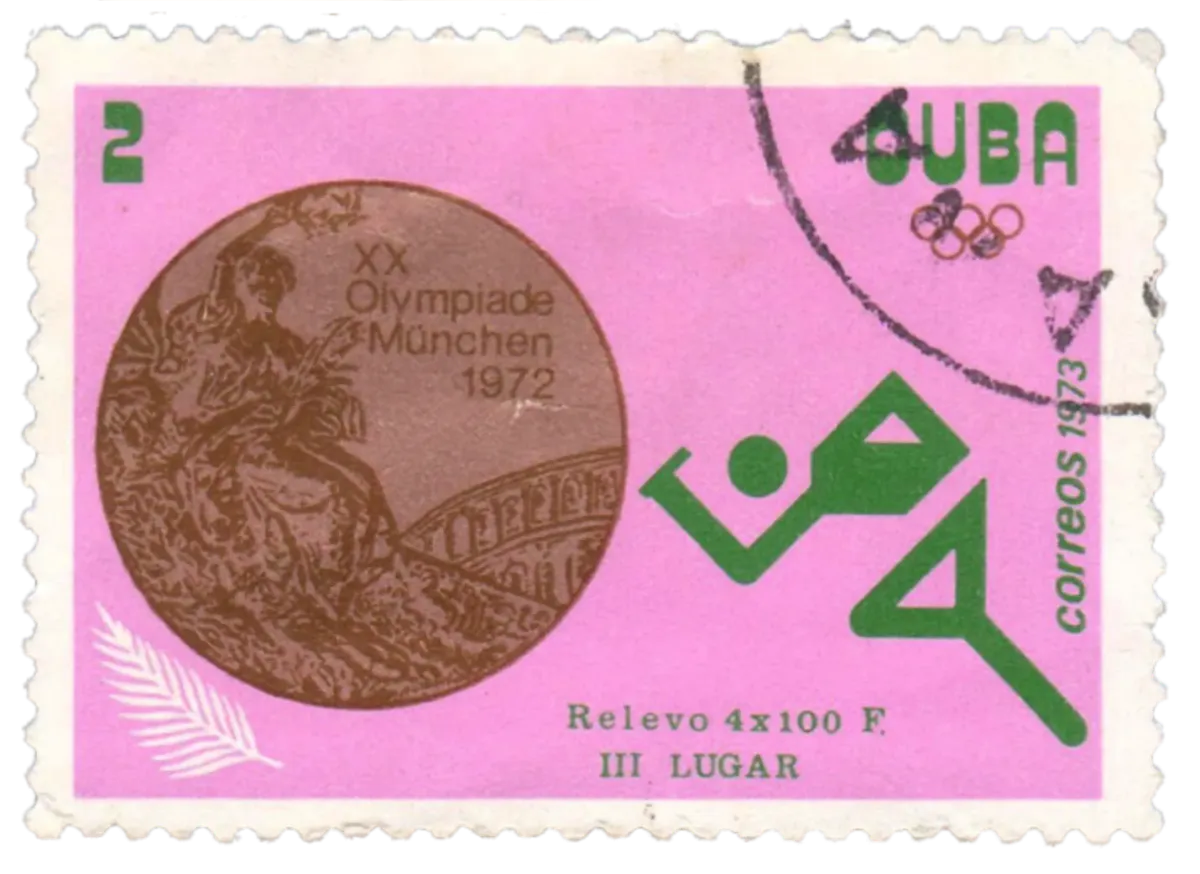 2
CUBA
XX
Olympiade
München
1972
correos 1973
Relevo 4x100 F.
III LUGAR